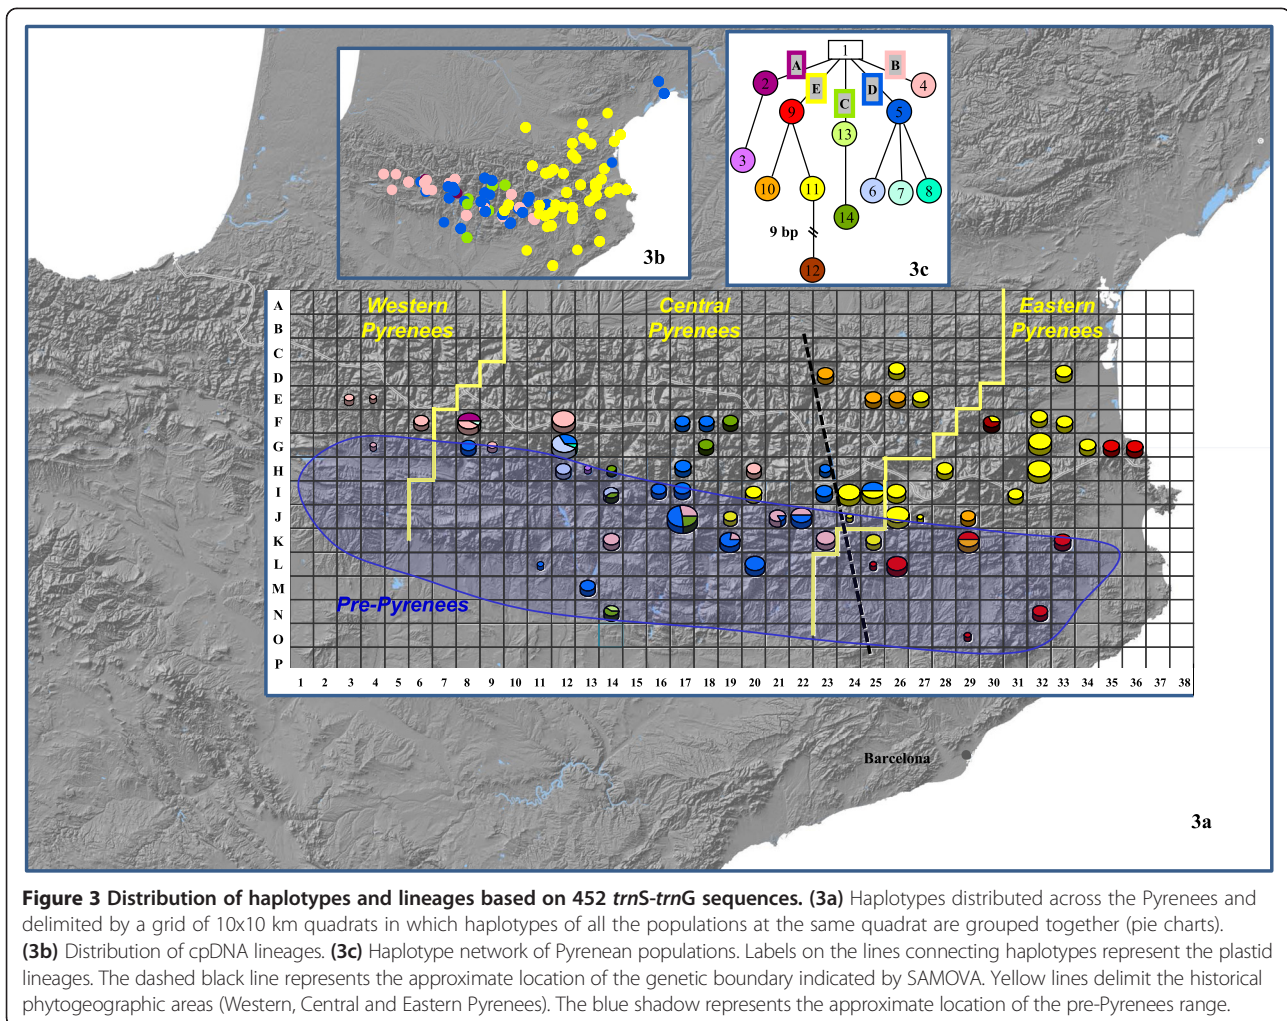 3b
1
A
B
2
E
D
4
C
9
5
13
3
10
11
6
7
8
14
9 bp
12
3c
A
B
C
D
E
F
G
H
I
J
K
L
M
N
O
P
Western
Pyrenees
Central
Pyrenees
Eastern
Pyrenees
Pre-Pyrenees
1 2 3 4 5 6 7 8 9 10 11 12 13 14 15 16 17 18 19 20 21 22 23 24 25 26 27 28 29 30 31 32 33 34 35 36 37 38
Barcelona
3a
Figure 3 Distribution of haplotypes and lineages based on 452 trnS-trnG sequences. (3a) Haplotypes distributed across the Pyrenees and
delimited by a grid of 10x10 km quadrats in which haplotypes of all the populations at the same quadrat are grouped together (pie charts).
(3b) Distribution of cpDNA lineages. (3c) Haplotype network of Pyrenean populations. Labels on the lines connecting haplotypes represent the plastid
lineages. The dashed black line represents the approximate location of the genetic boundary indicated by SAMOVA. Yellow lines delimit the historical
phytogeographic areas (Western, Central and Eastern Pyrenees). The blue shadow represents the approximate location of the pre-Pyrenees range.